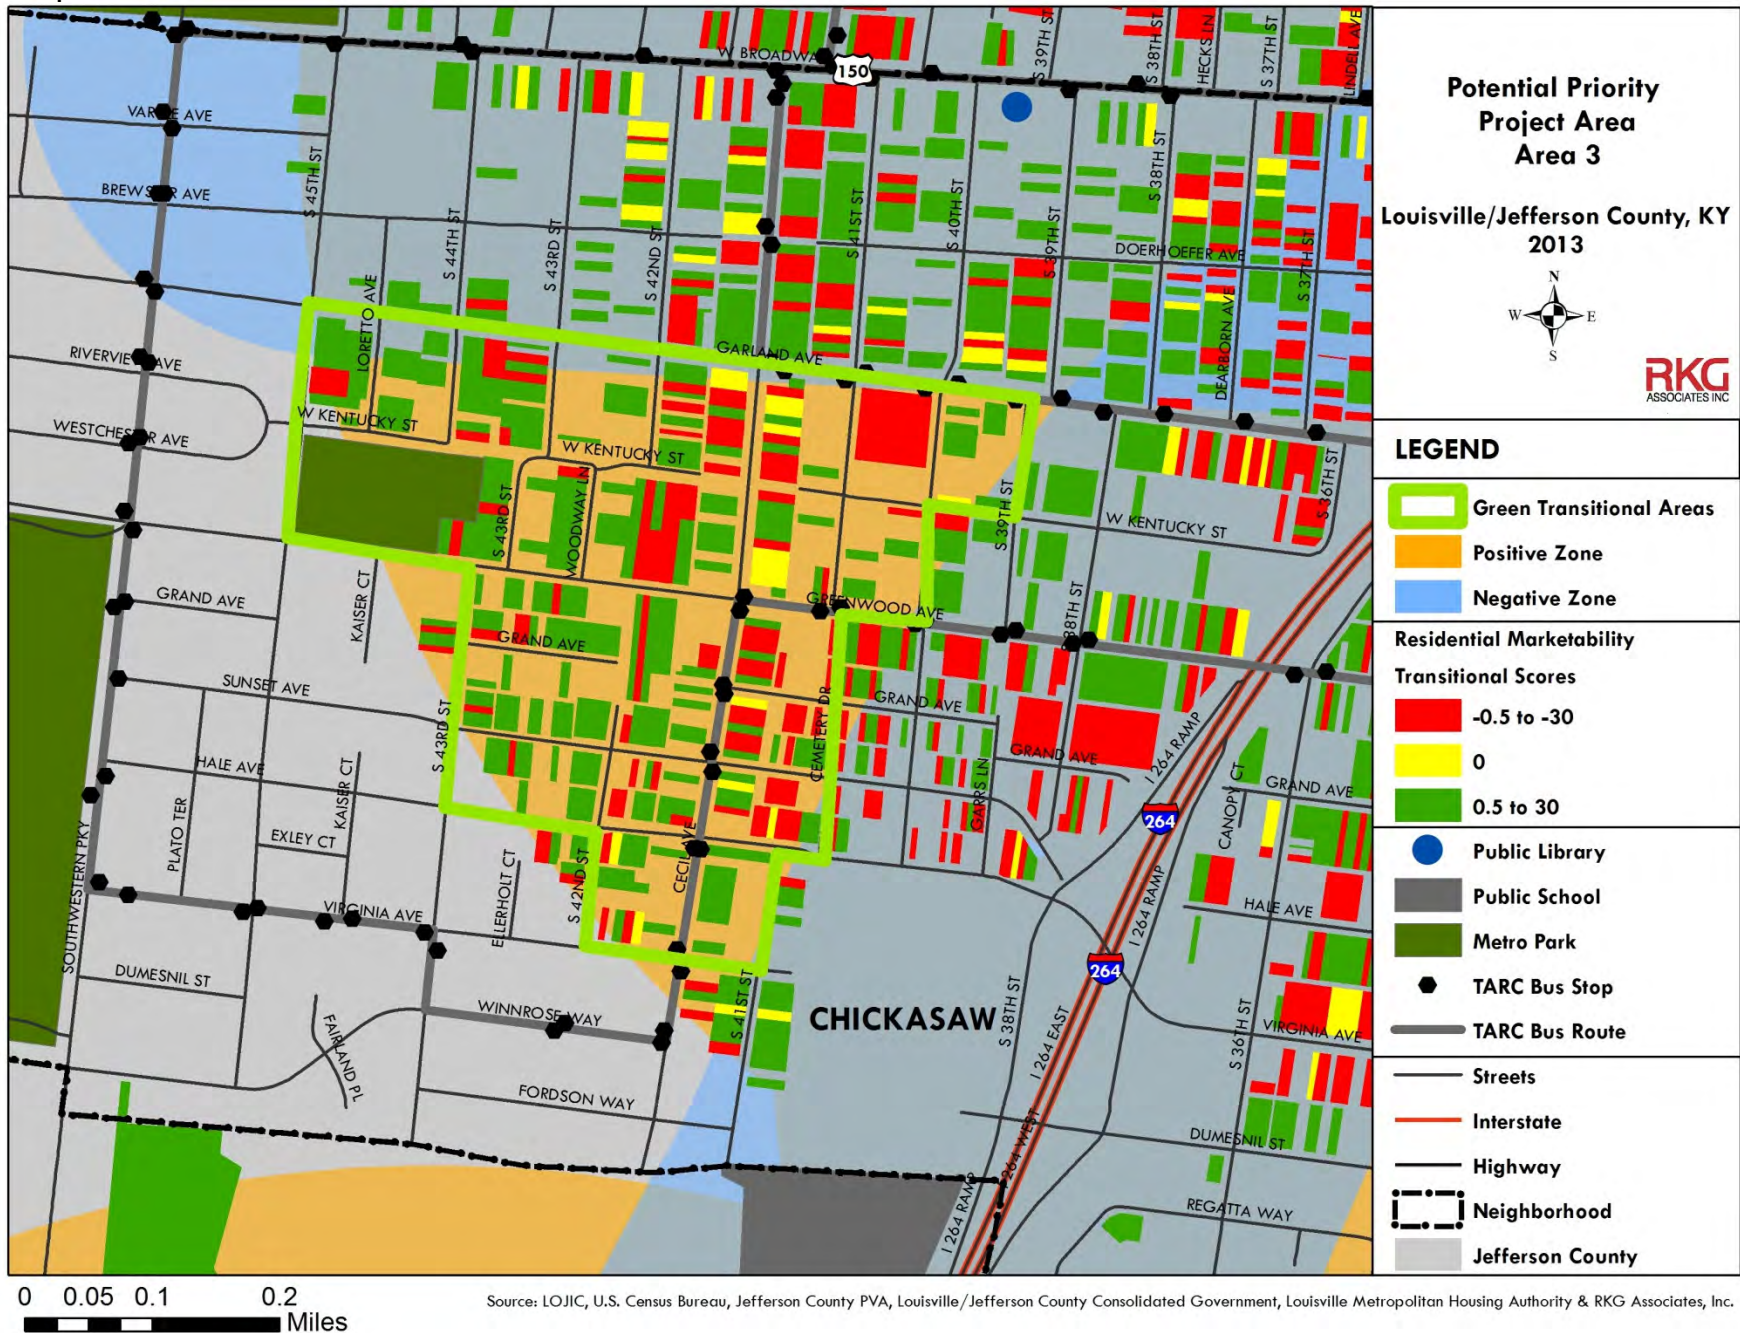 W BROADWAY
150
S 39TH ST
S 38TH ST
HECKS LN
S 37TH ST
LINDELL AVE
BREWSTER AVE
S 45TH ST
S 44TH ST
S 43RD ST
S 42ND ST
S 41ST ST
S 40TH ST
S 39TH ST
S 38TH ST
DOERHOEFER AVE
S 37TH ST
DEARBORN AVE
LORETTO AVE
GARLAND AVE
RIVERVIEW AVE
W KENTUCKY ST
WESTCHESTER AVE
W KENTUCKY ST
S 43RD ST
WOODWAY LN
S 39TH ST
W KENTUCKY ST
S 36TH ST
GREENWOOD AVE
GRAND AVE
KAISER CT
GRAND AVE
S 38TH ST
SUNSET AVE
S 43RD ST
GRAND AVE
CEMETERY DR
GRAND AVE
GARRS LN
I 264 RAMP
HALE AVE
KAISER CT
PLATO TER
EXLEY CT
264
CANOPY CT
GRAND AVE
SOUTHWESTERN PKY
VIRGINIA AVE
ELLERHOLT CT
S 42ND ST
CECIL AVE
I 264 RAMP
HALE AVE
264
DUMESNIL ST
WINNROSE WAY
S 41ST ST
CHICKASAW
S 38TH ST
I 264 EAST
S 36TH ST
VIRGINIA AVE
FAIRLAND PL
FORDSON WAY
I 264 WEST
DUMESNIL ST
I 264 RAMP
REGATTA WAY
Potential Priority
Project Area
Area 3
Louisville/Jefferson County, KY
2013
N
W E
S
RKG
ASSOCIATES INC
LEGEND
Green Transitional Areas
Positive Zone
Negative Zone
Residential Marketability
Transitional Scores
-0.5 to -30
0
0.5 to 30
Public Library
Public School
Metro Park
TARC Bus Stop
TARC Bus Route
Streets
Interstate
Highway
Neighborhood
Jefferson County
0 0.05 0.1 0.2
Miles
Source: LOJIC, U.S. Census Bureau, Jefferson County PVA, Louisville/Jefferson County Consolidated Government, Louisville Metropolitan Housing Authority & RKG Associates, Inc.